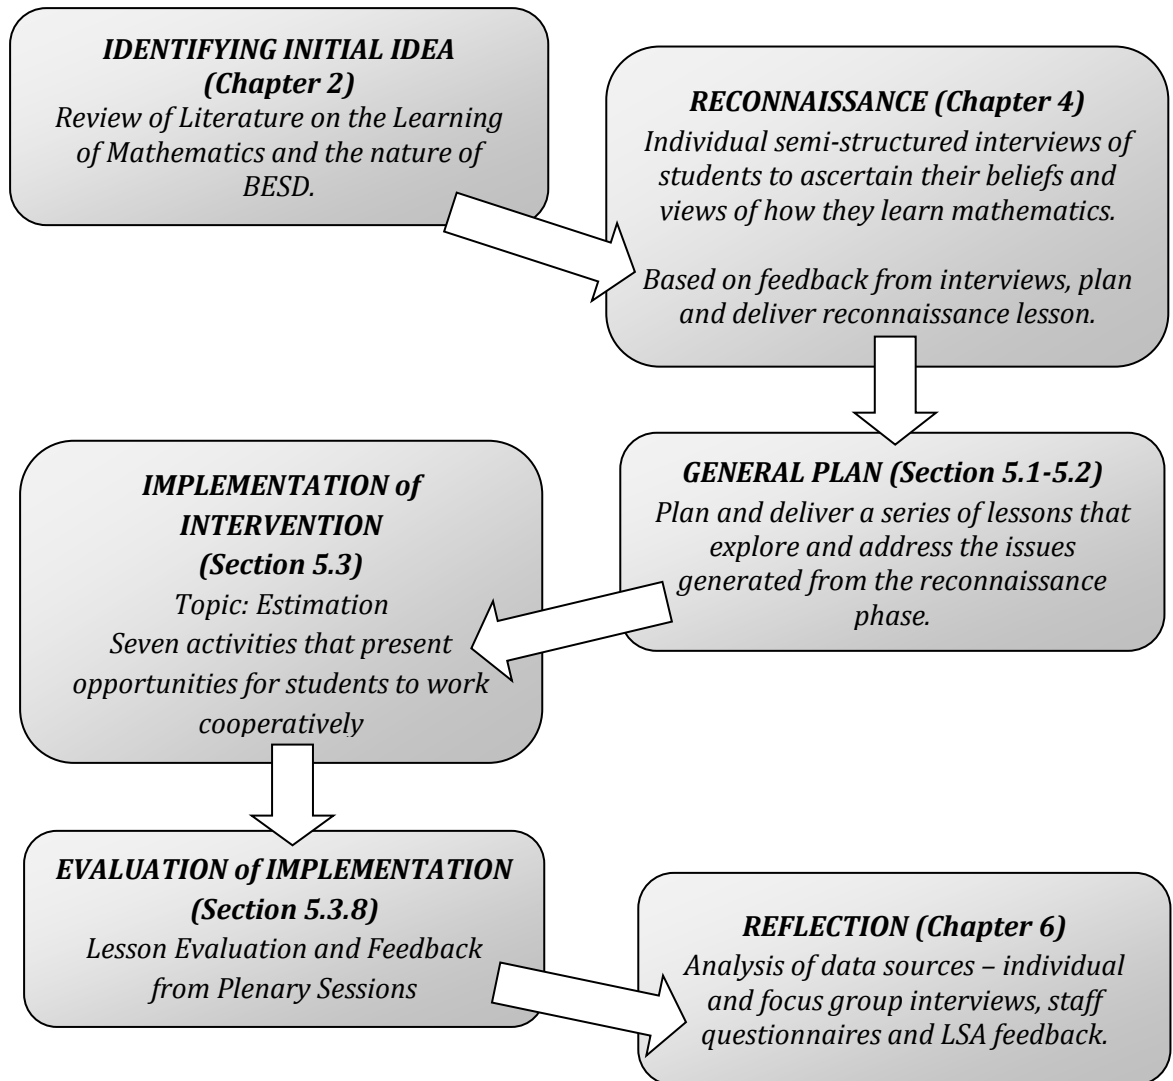 IDENTIFYING INITIAL IDEA
(Chapter 2)
Review of Literature on the Learning
of Mathematics and the nature of
BESD.
RECONNAISSANCE (Chapter 4)
Individual semi-structured interviews of
students to ascertain their beliefs and
views of how they learn mathematics.
Based on feedback from interviews, plan
and deliver reconnaissance lesson.
GENERAL PLAN (Section 5.1-5.2)
Plan and deliver a series of lessons that
explore and address the issues
generated from the reconnaissance
phase.
IMPLEMENTATION of
INTERVENTION
(Section 5.3)
Topic: Estimation
Seven activities that present
opportunities for students to work
cooperatively
EVALUATION of IMPLEMENTATION
(Section 5.3.8)
Lesson Evaluation and Feedback
from Plenary Sessions
REFLECTION (Chapter 6)
Analysis of data sources – individual
and focus group interviews, staff
questionnaires and LSA feedback.